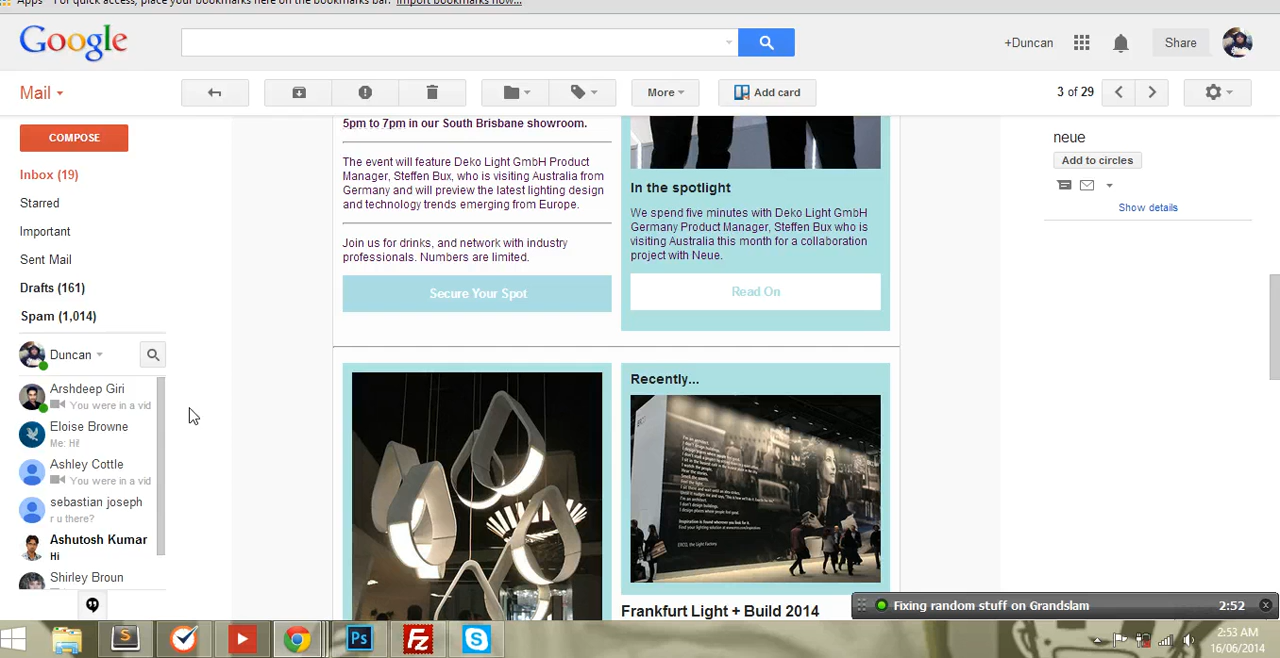 Apps For quick access, place your bookmarks here on the bookmarks bar. Import bookmarks now...
Google
+Duncan
Share
Mail
More
Add card
3 of 29
COMPOSE
Inbox (19)
Starred
Important
Sent Mail
Drafts (161)
Spam (1,014)
Duncan
Arshdeep Giri
You were in a vid
Eloise Browne
Me: Hi!
Ashley Cottle
You were in a vid
sebastian joseph
r u there?
Ashutosh Kumar
Hi
Shirley Broun
5pm to 7pm in our South Brisbane showroom.
The event will feature Deko Light GmbH Product
Manager, Steffen Bux, who is visiting Australia from
Germany and will preview the latest lighting design
and technology trends emerging from Europe.
Join us for drinks, and network with industry
professionals. Numbers are limited.
Secure Your Spot
In the spotlight
We spend five minutes with Deko Light GmbH
Germany Product Manager, Steffen Bux who is
visiting Australia this month for a collaboration
project with Neue.
Read On
Recently...
Frankfurt Light + Build 2014
neue
Add to circles
Show details
Fixing random stuff on Grandslam
2:52
Ps
Fz
2:53 AM
16/06/2014